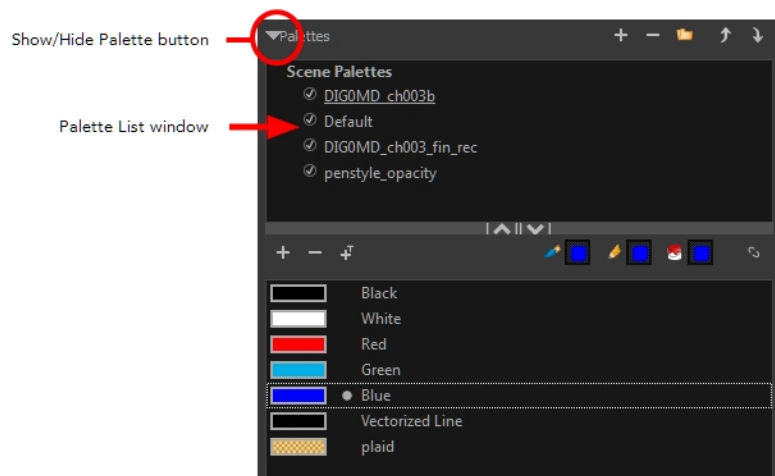 Show/Hide Palette button
Palettes
Scene Palettes
DIG0MD_ch003b
Palette List window
Default
DIG0MD_ch003_fin_rec
penstyle_opacity
Black
White
Red
Green
Blue
Vectorized Line
plaid